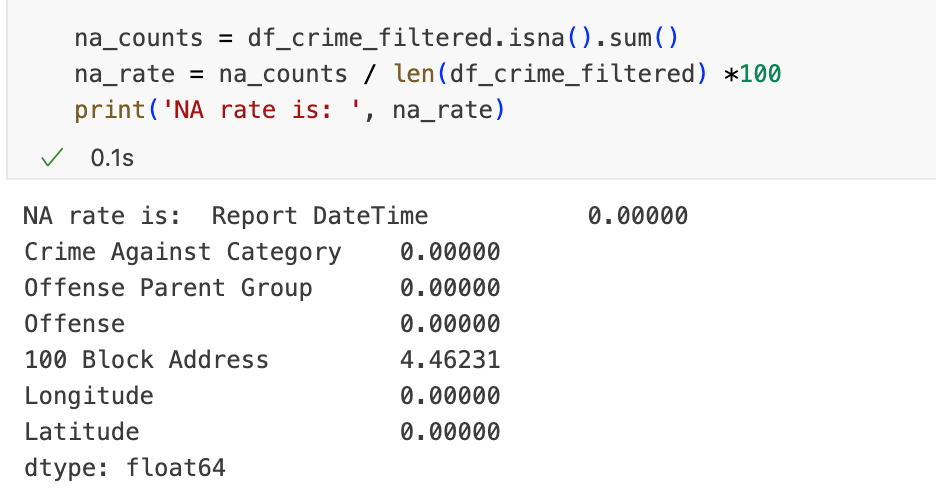 na_counts = df_crime_filtered.isna().sum()
na_rate = na_counts / len(df_crime_filtered) *100
print('NA rate is: ', na_rate)
✓ 0.1s
NA rate is:  Report DateTime           0.00000
Crime Against Category    0.00000
Offense Parent Group      0.00000
Offense                   0.00000
100 Block Address         4.46231
Longitude                 0.00000
Latitude                  0.00000
dtype: float64